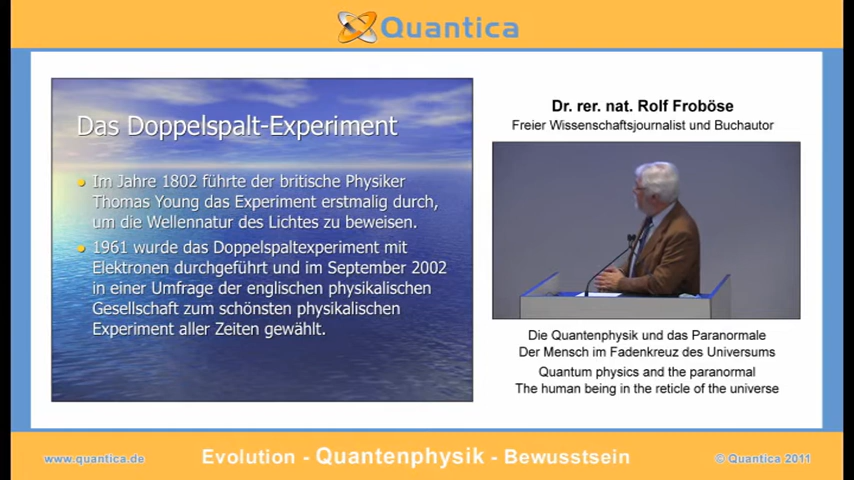 Quantica
Das Doppelspalt-Experiment
Im Jahre 1802 führte der britische Physiker
Thomas Young das Experiment erstmalig durch,
um die Wellennatur des Lichtes zu beweisen.
1961 wurde das Doppelspaltexperiment mit
Elektronen durchgeführt und im September 2002
in einer Umfrage der englischen physikalischen
Gesellschaft zum schönsten physikalischen
Experiment aller Zeiten gewählt.
Dr. rer. nat. Rolf Froböse
Freier Wissenschaftsjournalist und Buchautor
Die Quantenphysik und das Paranormale
Der Mensch im Fadenkreuz des Universums
Quantum physics and the paranormal
The human being in the reticle of the universe
www.quantica.de
Evolution - Quantenphysik - Bewusstsein
© Quantica 2011